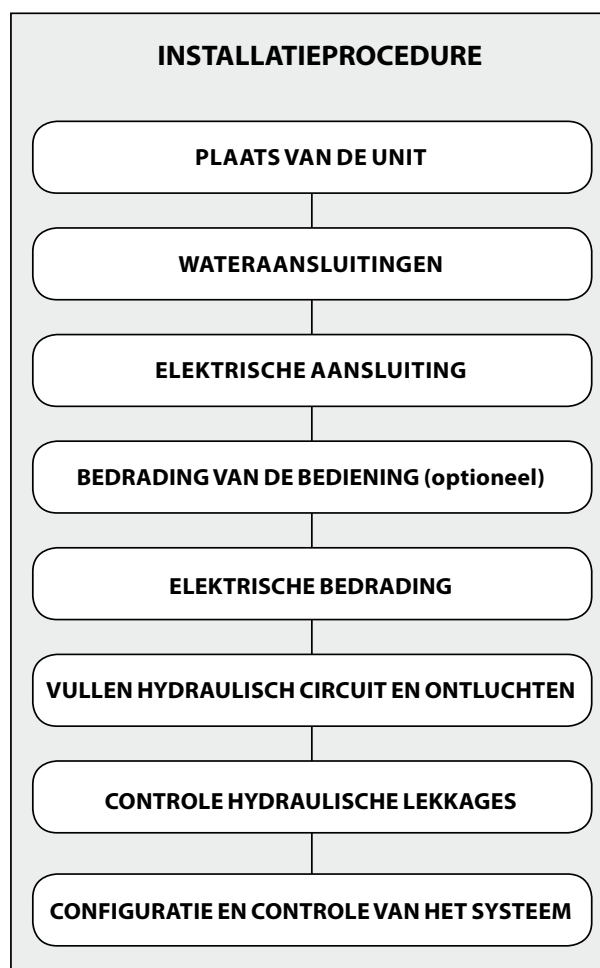 INSTALLATIEPROCEDURE
PLAATS VAN DE UNIT
WATERAANSLUITINGEN
ELEKTRISCHE AANSLUITING
BEDRADING VAN DE BEDIENING (optioneel)
ELEKTRISCHE BEDRADING
VULLEN HYDRAULISCH CIRCUIT EN ONTLUCHTEN
CONTROLE HYDRAULISCHE LEKKAGES
CONFIGURATIE EN CONTROLE VAN HET SYSTEEM